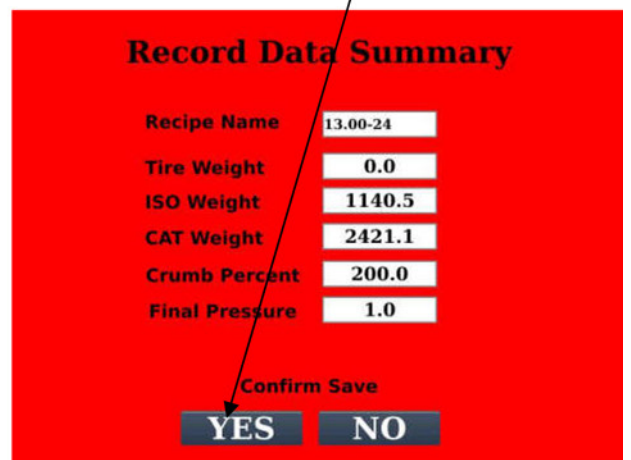 Record Data Summary
Recipe Name 13.00-24
Tire Weight 0.0
ISO Weight 1140.5
CAT Weight 2421.1
Crumb Percent 200.0
Final Pressure 1.0
Confirm Save
YES NO